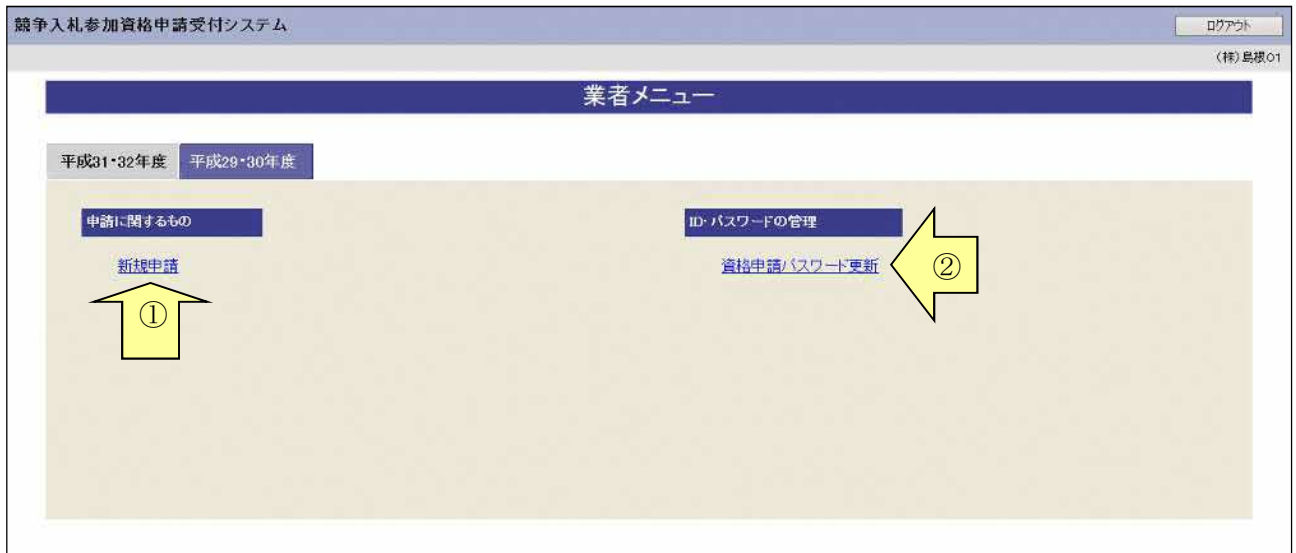 競争入札参加資格申請受付システム
ログアウト
(株)島根01
業者メニュー
平成31・32年度 平成29・30年度
申請に関するもの ID・パスワードの管理
新規申請 資格申請パスワード更新
① ②